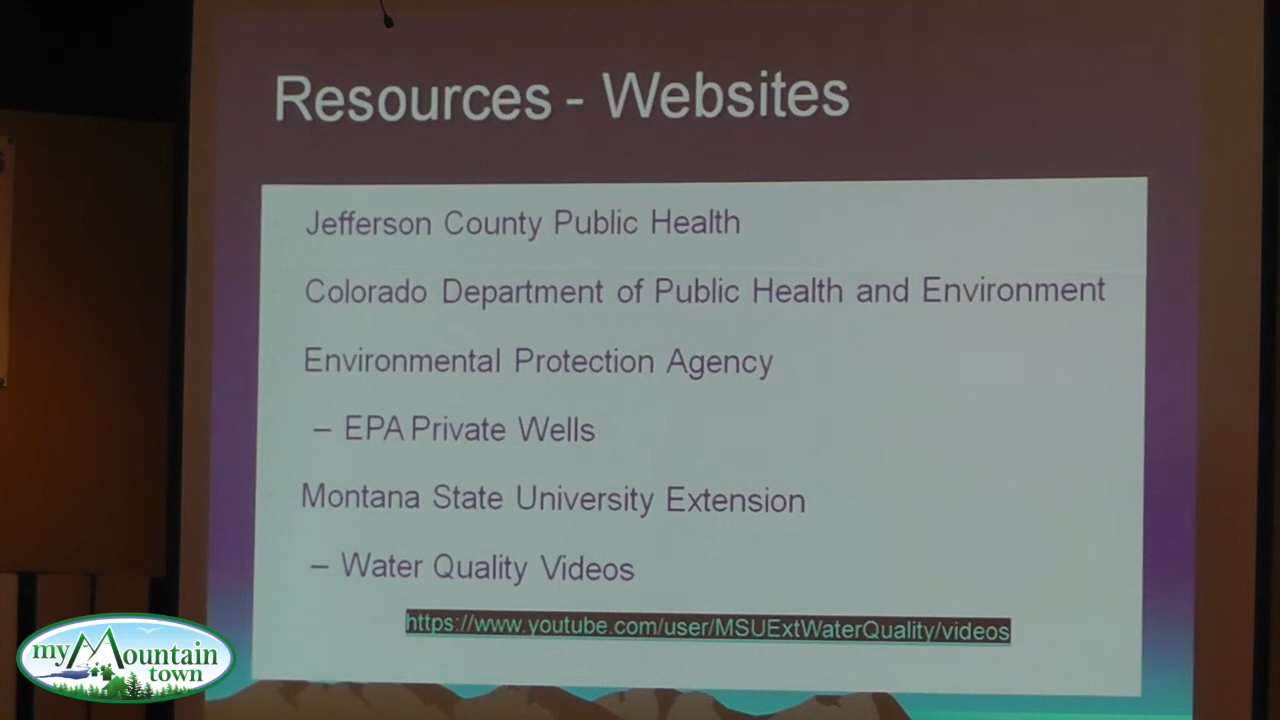 Resources - Websites
Jefferson County Public Health
Colorado Department of Public Health and Environment
Environmental Protection Agency
– EPA Private Wells
Montana State University Extension
– Water Quality Videos
https://www.youtube.com/user/MSUExtWaterQuality/videos
my Mountain
town